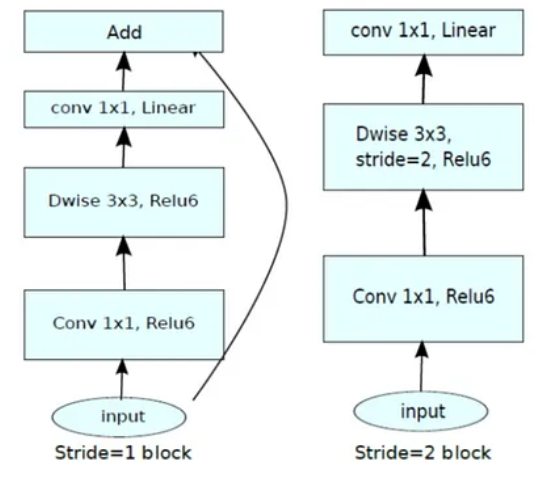 Add
conv 1x1, Linear
Dwise 3x3, Relu6
Conv 1x1, Relu6
input
Stride=1 block
conv 1x1, Linear
Dwise 3x3,
stride=2, Relu6
Conv 1x1, Relu6
input
Stride=2 block